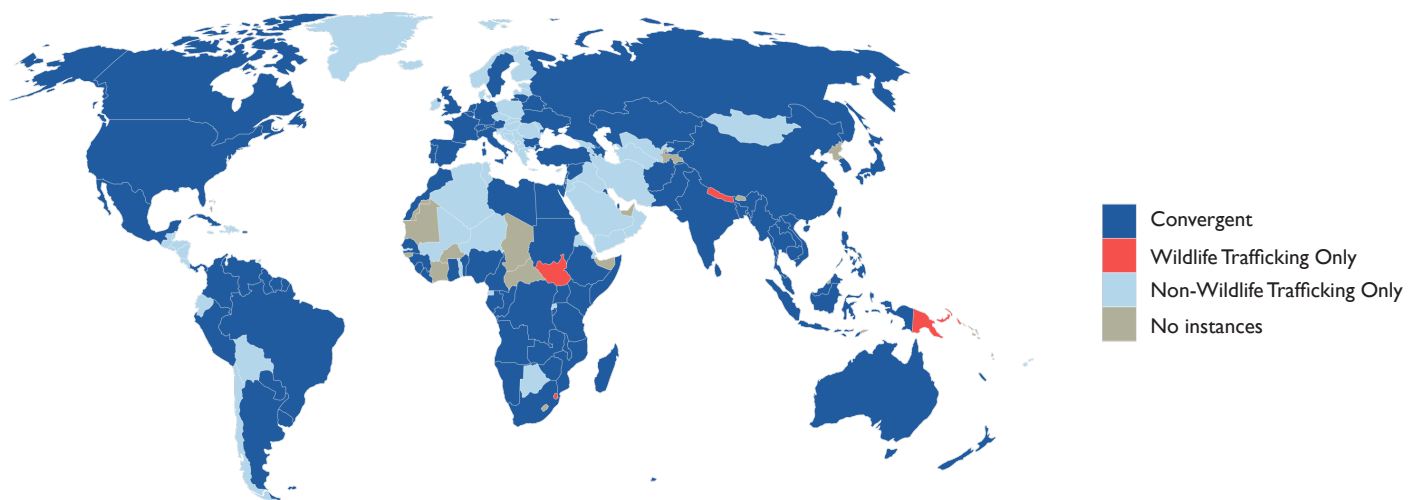 Convergent
Wildlife Trafficking Only
Non-Wildlife Trafficking Only
No instances